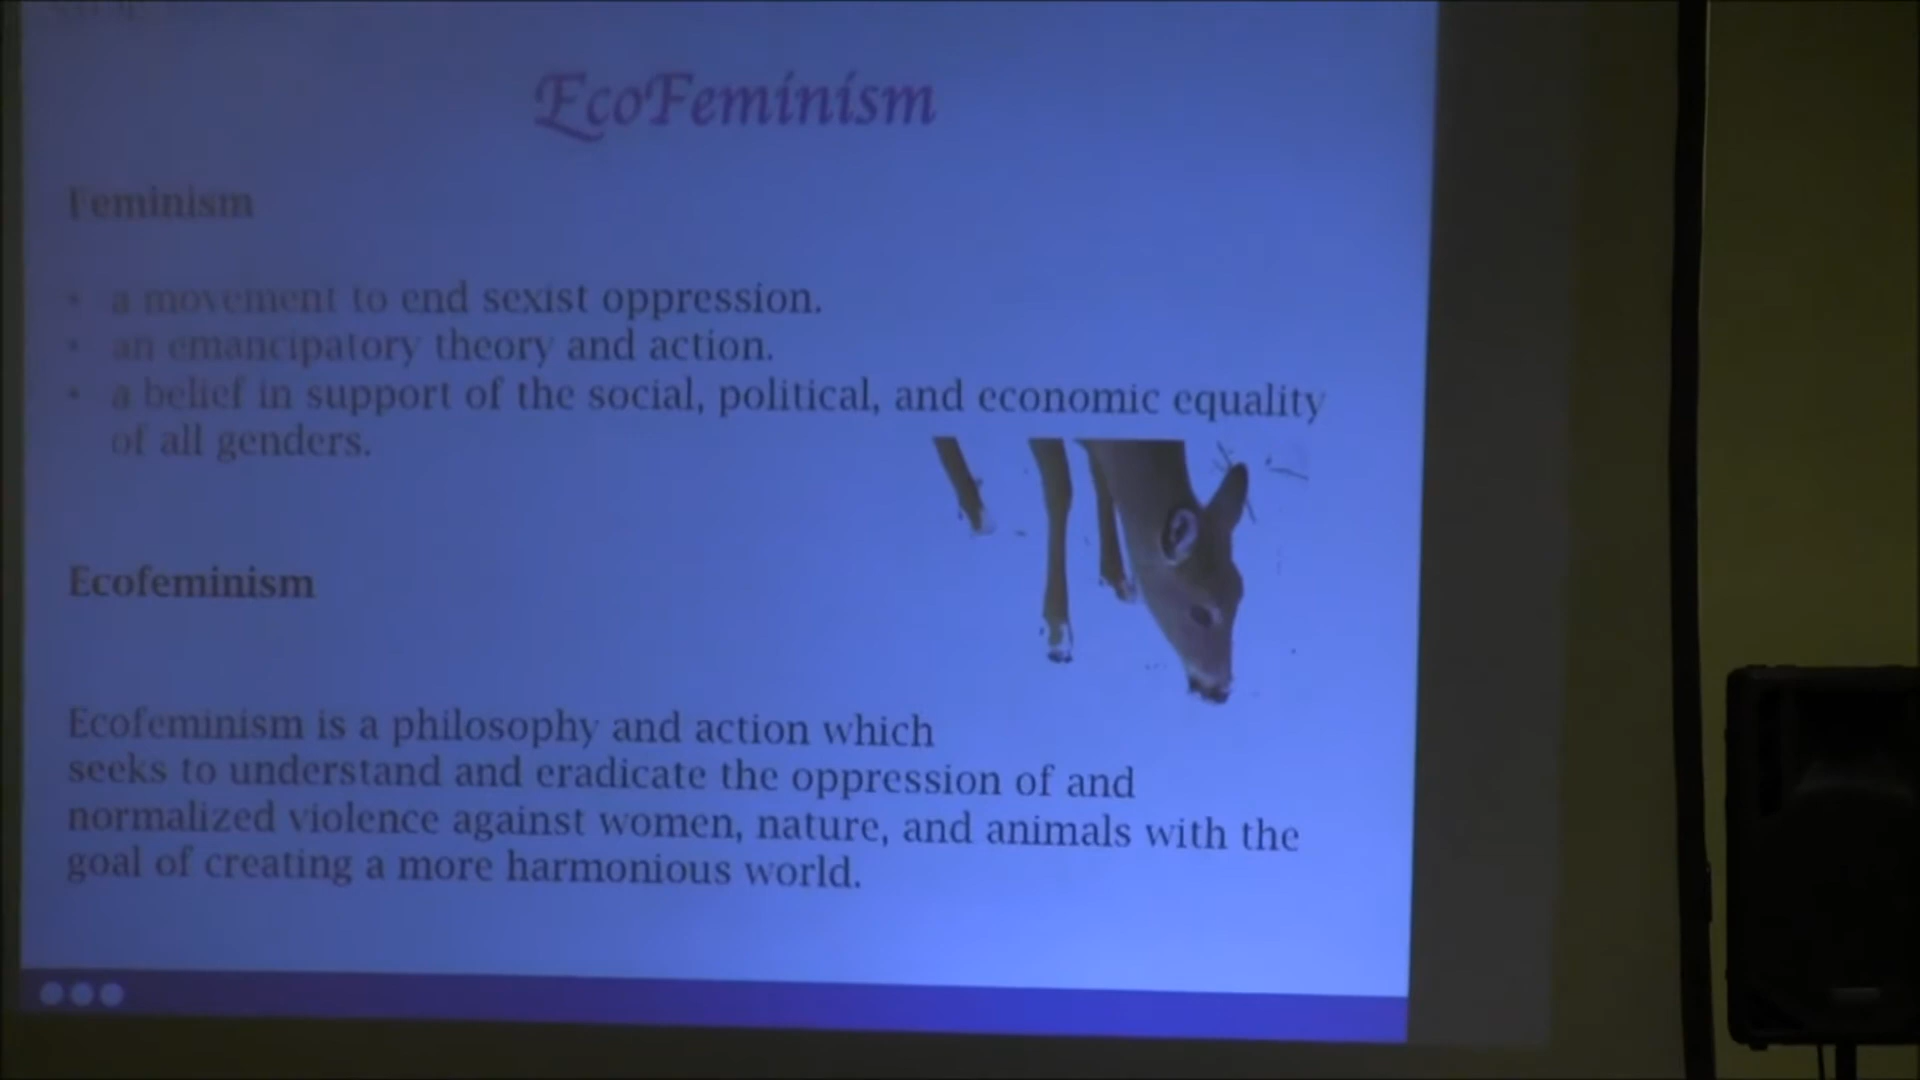 EcoFeminism
Feminism
• a movement to end sexist oppression.
• an emancipatory theory and action.
• a belief in support of the social, political, and economic equality
of all genders.
Ecofeminism
Ecofeminism is a philosophy and action which
seeks to understand and eradicate the oppression of and
normalized violence against women, nature, and animals with the
goal of creating a more harmonious world.